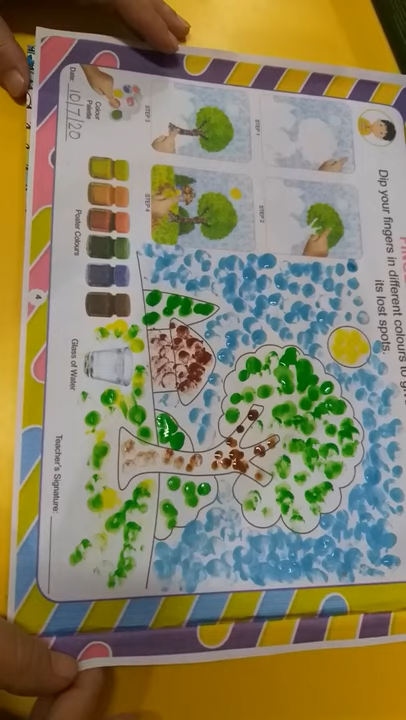 Dip your fingers in different colours to
its lost spots.
STEP 1
STEP 2
STEP 3
STEP 4
Colour
Palette
Poster Colours
Glass of Water
Date: 10/7/20
Teacher's Signature:
4